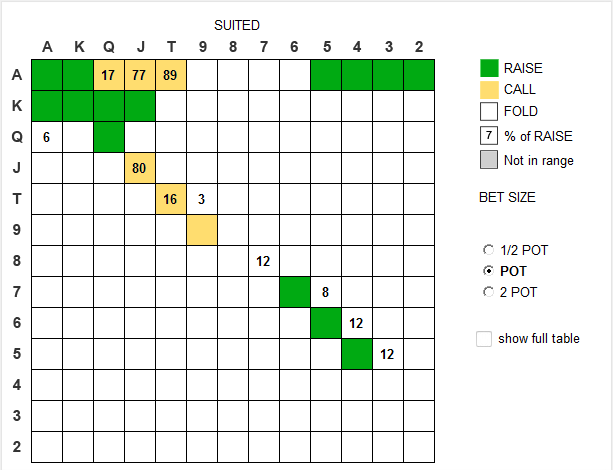 SUITED
A K Q J T 9 8 7 6 5 4 3 2
A 17 77 89
K
Q 6
J 80
T 16 3
9
8 12
7 8
6 12
5 12
4
3
2
RAISE
CALL
FOLD
7 % of RAISE
Not in range
BET SIZE
1/2 POT
POT
2 POT
show full table